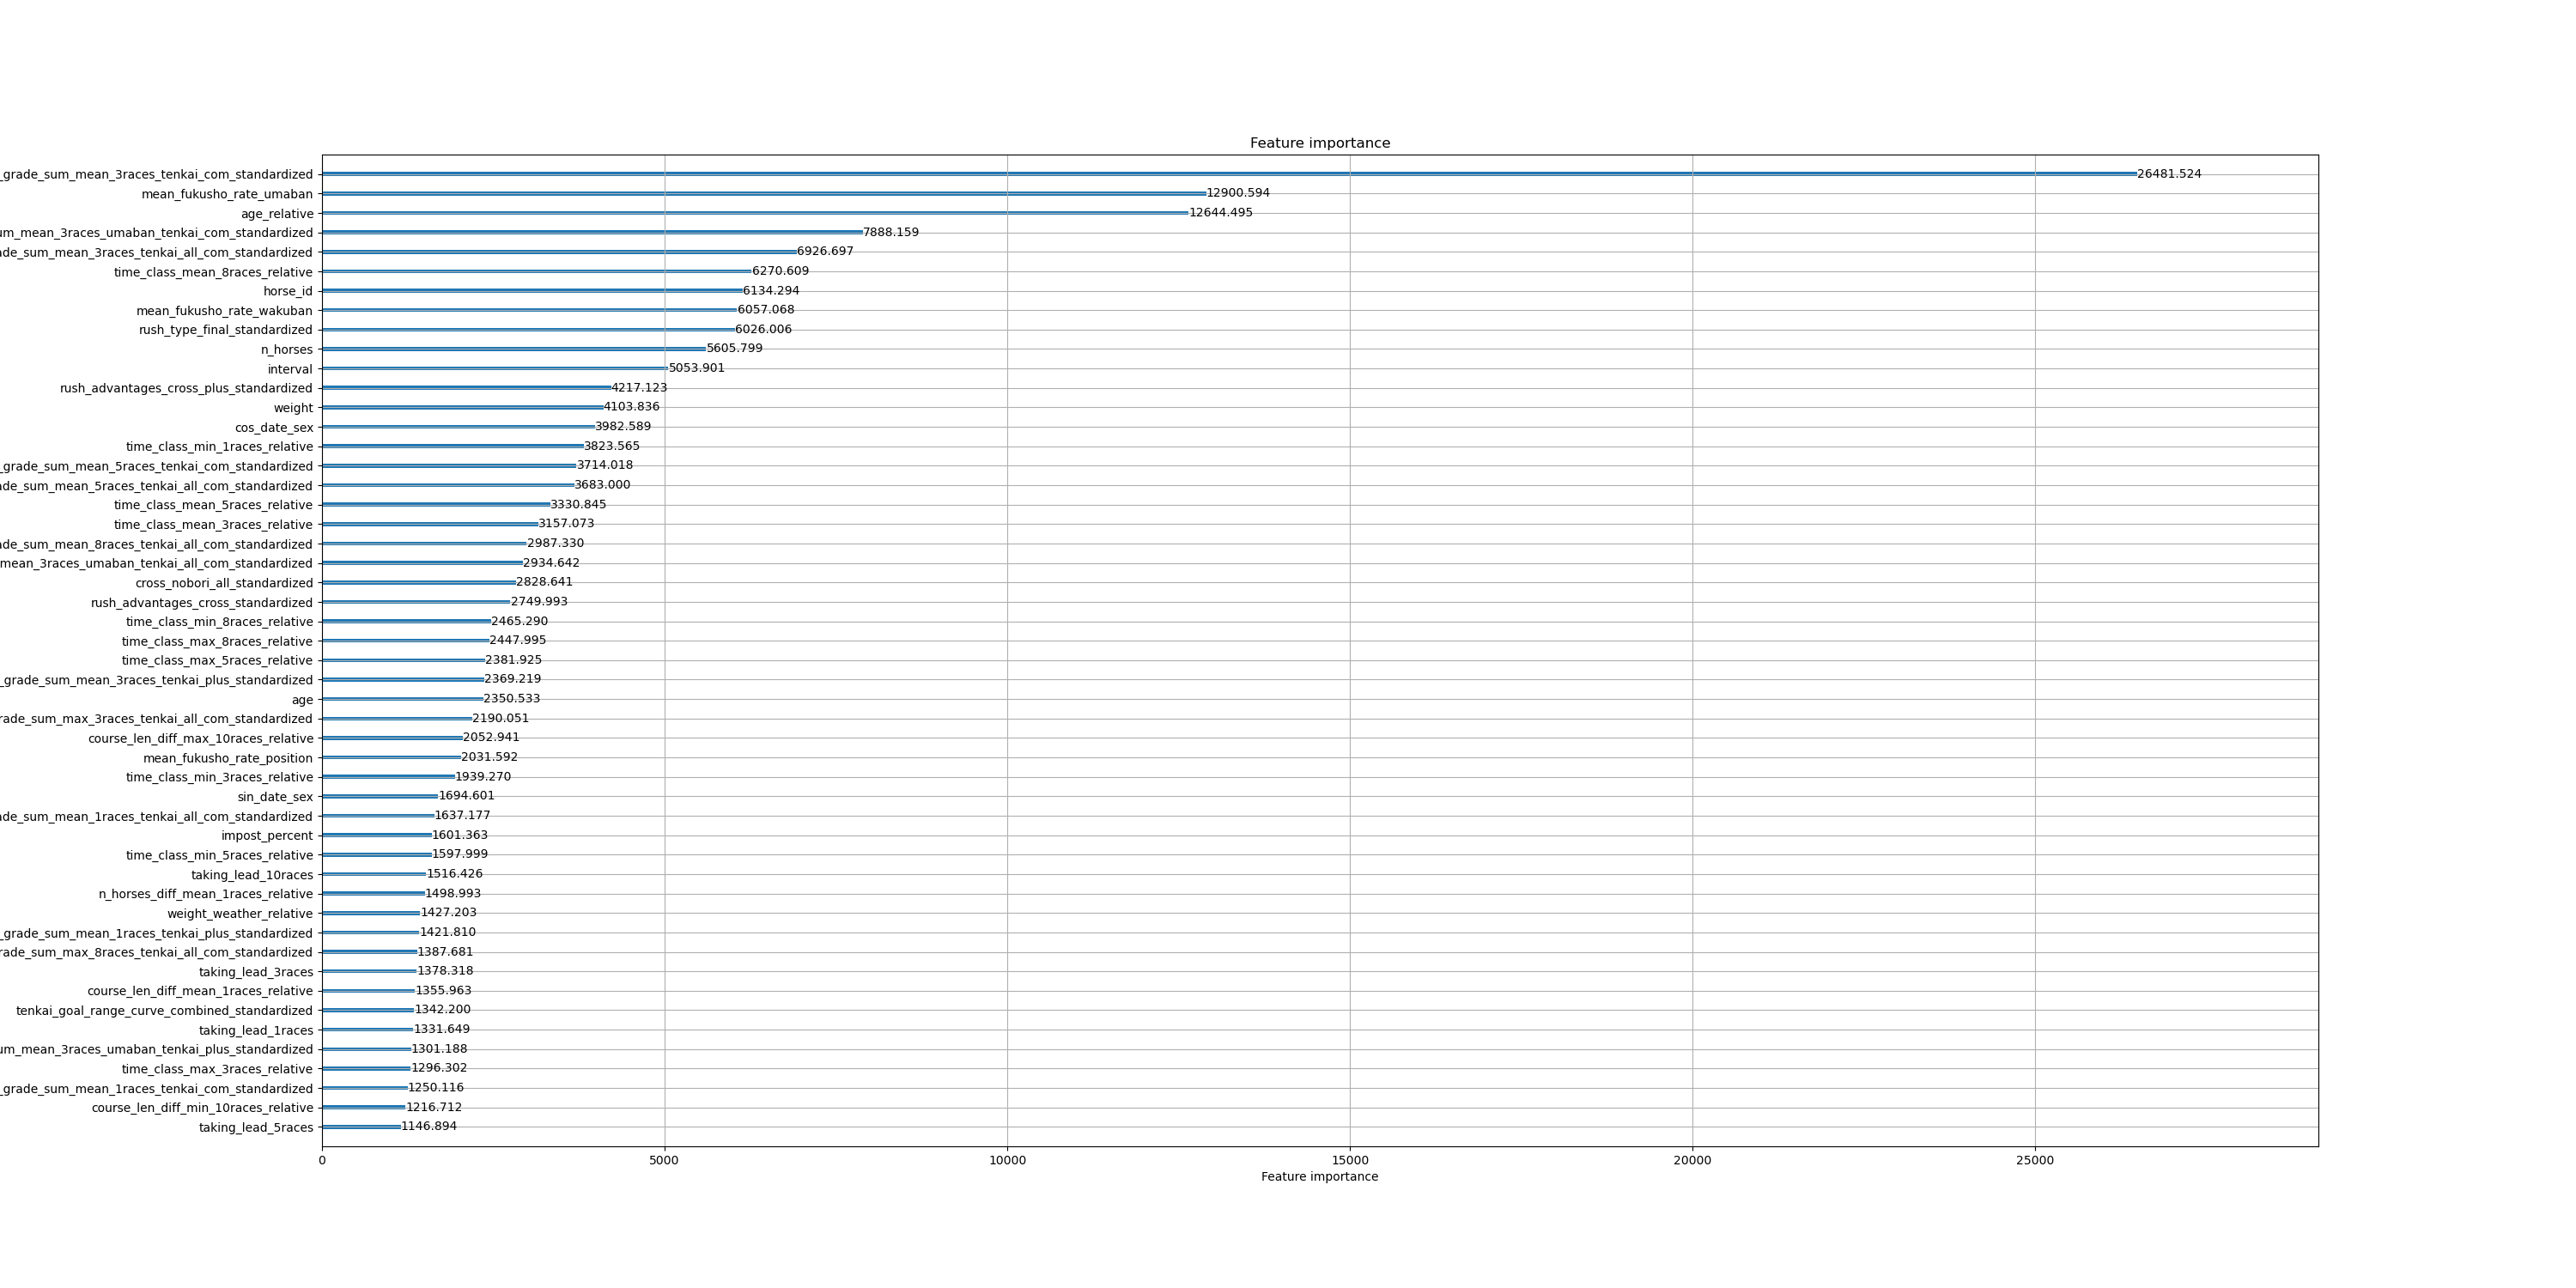 Feature importance
_grade_sum_mean_3races_tenkai_com_standardized 26481.524
mean_fukusho_rate_umaban 12900.594
age_relative 12644.495
um_mean_3races_umaban_tenkai_com_standardized 7888.159
de_sum_mean_3races_tenkai_all_com_standardized 6926.697
time_class_mean_8races_relative 6270.609
horse_id 6134.294
mean_fukusho_rate_wakuban 6057.068
rush_type_final_standardized 6026.006
n_horses 5605.799
interval 5053.901
rush_advantages_cross_plus_standardized 4217.123
weight 4103.836
cos_date_sex 3982.589
time_class_min_1races_relative 3823.565
_grade_sum_mean_5races_tenkai_com_standardized 3714.018
de_sum_mean_5races_tenkai_all_com_standardized 3683.000
time_class_mean_5races_relative 3330.845
time_class_mean_3races_relative 3157.073
de_sum_mean_8races_tenkai_all_com_standardized 2987.330
mean_3races_umaban_tenkai_all_com_standardized 2934.642
cross_nobori_all_standardized 2828.641
rush_advantages_cross_standardized 2749.993
time_class_min_8races_relative 2465.290
time_class_max_8races_relative 2447.995
time_class_max_5races_relative 2381.925
_grade_sum_mean_3races_tenkai_plus_standardized 2369.219
age 2350.533
rade_sum_max_3races_tenkai_all_com_standardized 2190.051
course_len_diff_max_10races_relative 2052.941
mean_fukusho_rate_position 2031.592
time_class_min_3races_relative 1939.270
sin_date_sex 1694.601
de_sum_mean_1races_tenkai_all_com_standardized 1637.177
impost_percent 1601.363
time_class_min_5races_relative 1597.999
taking_lead_10races 1516.426
n_horses_diff_mean_1races_relative 1498.993
weight_weather_relative 1427.203
_grade_sum_mean_1races_tenkai_plus_standardized 1421.810
rade_sum_max_8races_tenkai_all_com_standardized 1387.681
taking_lead_3races 1378.318
course_len_diff_mean_1races_relative 1355.963
tenkai_goal_range_curve_combined_standardized 1342.200
taking_lead_1races 1331.649
um_mean_3races_umaban_tenkai_plus_standardized 1301.188
time_class_max_3races_relative 1296.302
_grade_sum_mean_1races_tenkai_com_standardized 1250.116
course_len_diff_min_10races_relative 1216.712
taking_lead_5races 1146.894
0 5000 10000 15000 20000 25000
Feature importance